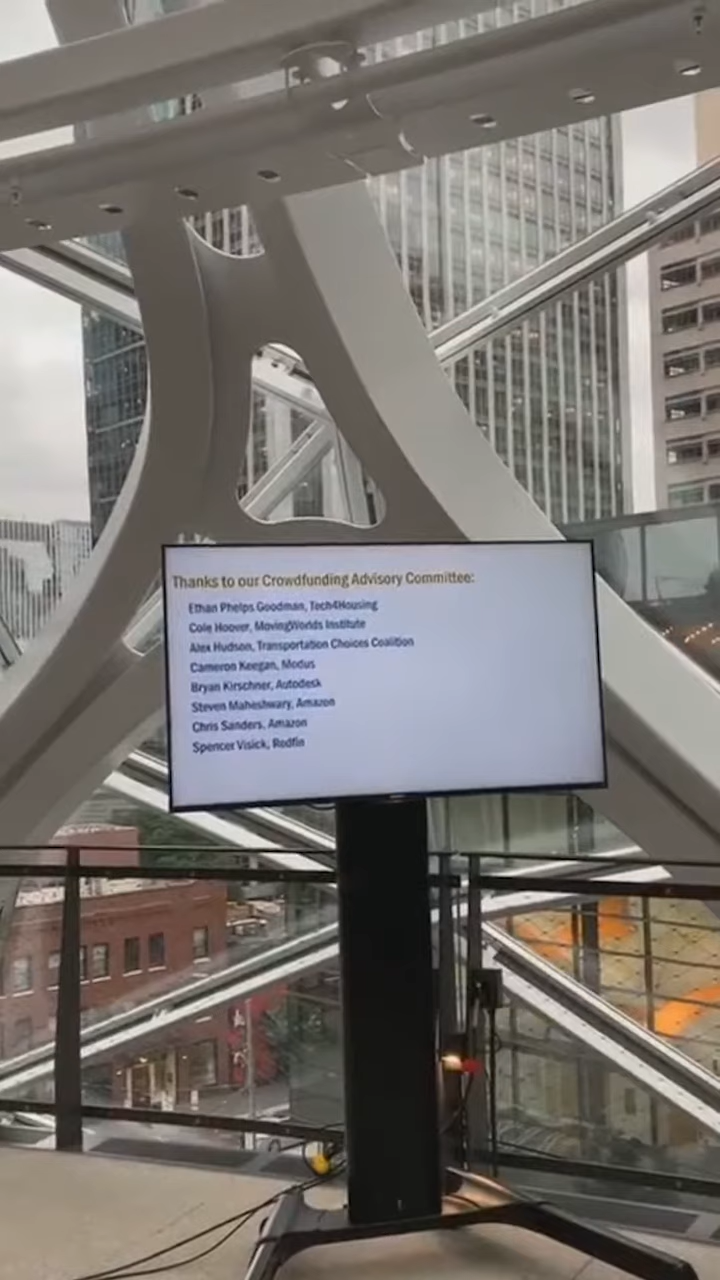 Thanks to our Crowdfunding Advisory Committee:
Ethan Phelps Goodman, Tech4Housing
Cole Hoover, MovingWorlds Institute
Alex Hudson, Transportation Choices Coalition
Cameron Keegan, Modus
Bryan Kirschner, Autodesk
Steven Maheshwary, Amazon
Chris Sanders, Amazon
Spencer Visick, Redfin